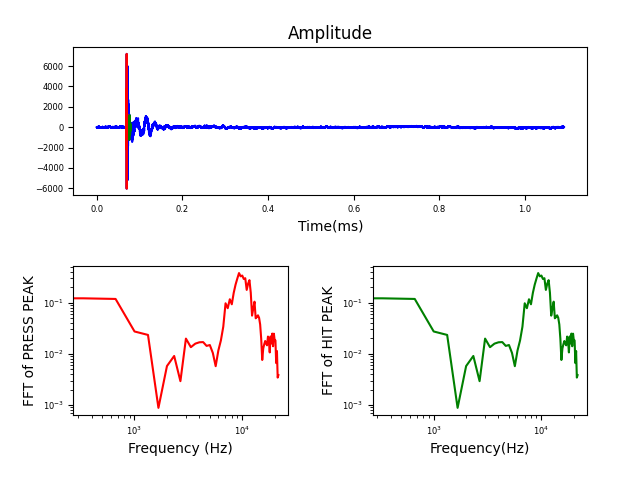 Amplitude
6000
4000
2000
0
−2000
−4000
−6000
0.0 0.2 0.4 0.6 0.8 1.0
Time(ms)
FFT of PRESS PEAK
10⁻¹
10⁻²
10⁻³
10³ 10⁴
Frequency (Hz)
FFT of HIT PEAK
10⁻¹
10⁻²
10⁻³
10³ 10⁴
Frequency(Hz)